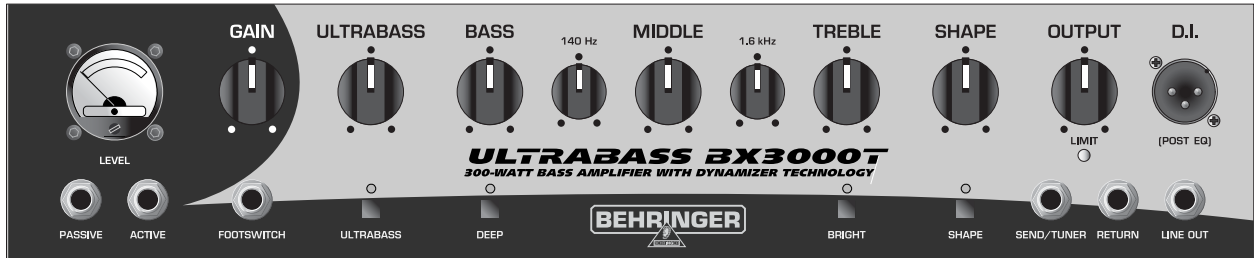 GAIN
ULTRABASS
BASS
140 Hz
MIDDLE
1.6 kHz
TREBLE
SHAPE
OUTPUT
D.I.
LEVEL
LIMIT
(POST EQ)
ULTRABASS BX3000T
300-WATT BASS AMPLIFIER WITH DYNAMIZER TECHNOLOGY
PASSIVE
ACTIVE
FOOTSWITCH
ULTRABASS
DEEP
BEHRINGER
BRIGHT
SHAPE
SEND/TUNER
RETURN
LINE OUT